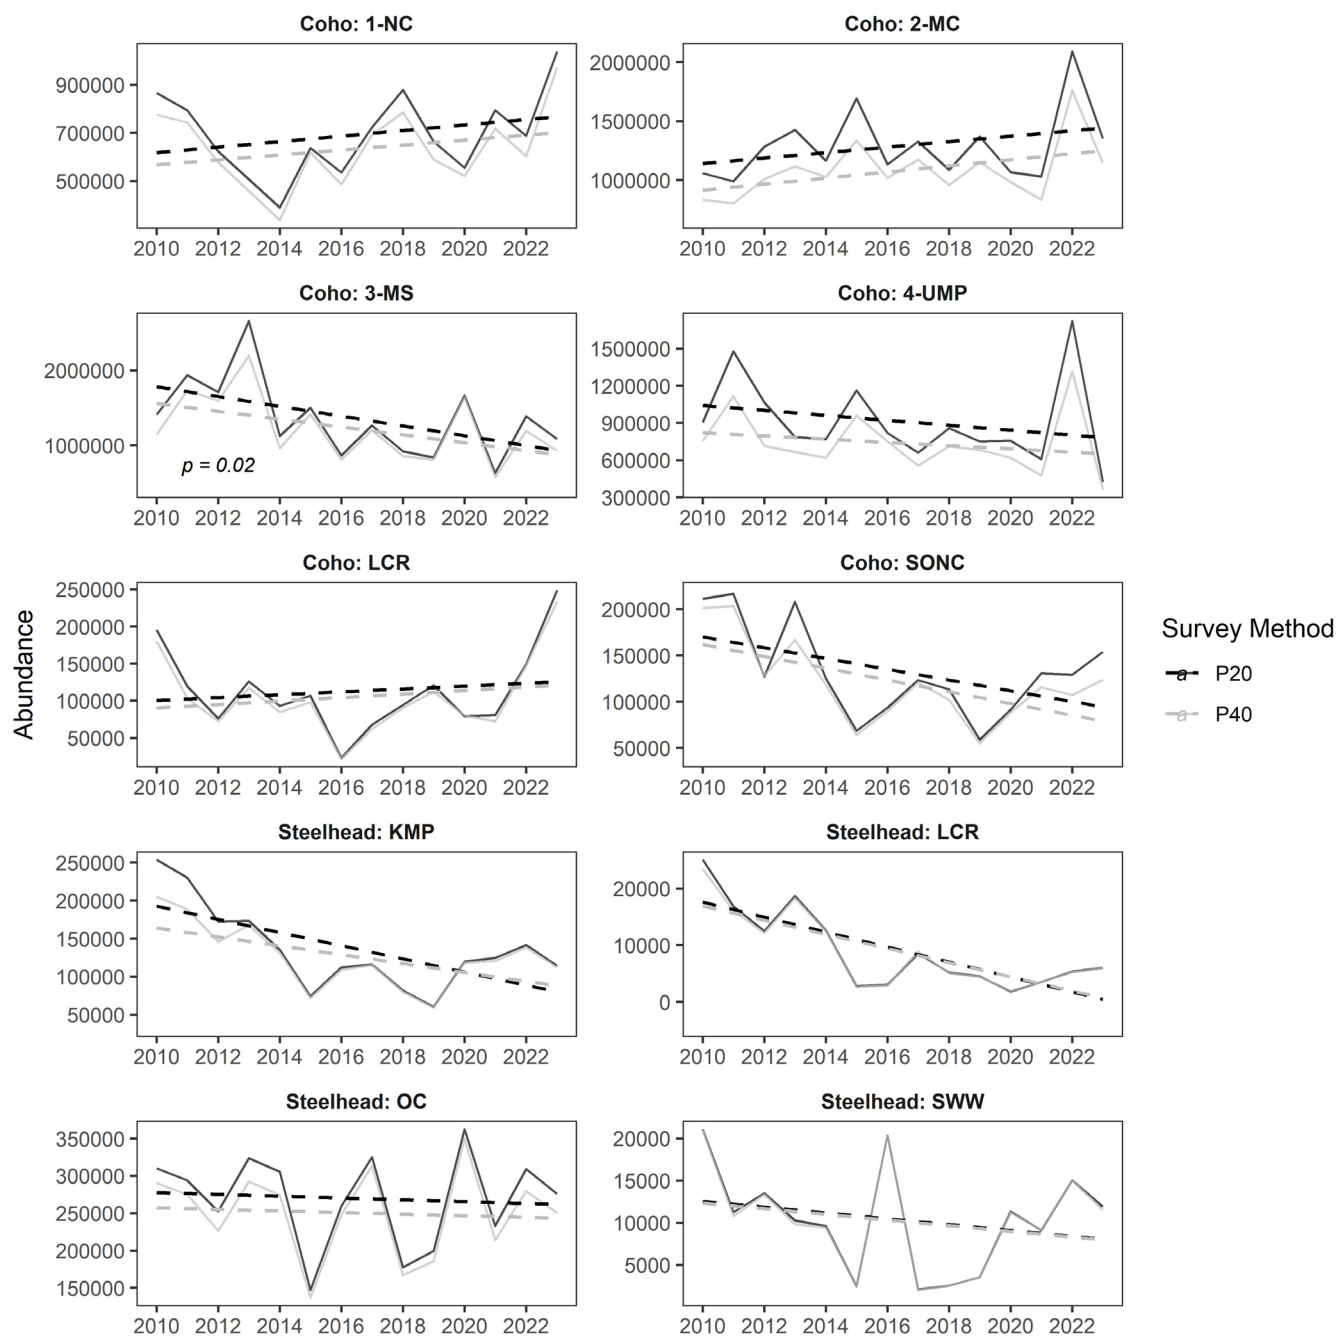 Coho: 1-NC
Coho: 2-MC
900000
700000
500000
2010 2012 2014 2016 2018 2020 2022
2000000
1500000
1000000
2010 2012 2014 2016 2018 2020 2022
Coho: 3-MS
Coho: 4-UMP
2000000
1000000
p = 0.02
2010 2012 2014 2016 2018 2020 2022
1500000
1200000
900000
600000
300000
2010 2012 2014 2016 2018 2020 2022
Coho: LCR
Coho: SONC
250000
200000
150000
100000
50000
2010 2012 2014 2016 2018 2020 2022
200000
150000
100000
50000
2010 2012 2014 2016 2018 2020 2022
Abundance
Survey Method
a P20
a P40
Steelhead: KMP
Steelhead: LCR
250000
200000
150000
100000
50000
2010 2012 2014 2016 2018 2020 2022
20000
10000
0
2010 2012 2014 2016 2018 2020 2022
Steelhead: OC
Steelhead: SWW
350000
300000
250000
200000
150000
2010 2012 2014 2016 2018 2020 2022
20000
15000
10000
5000
2010 2012 2014 2016 2018 2020 2022